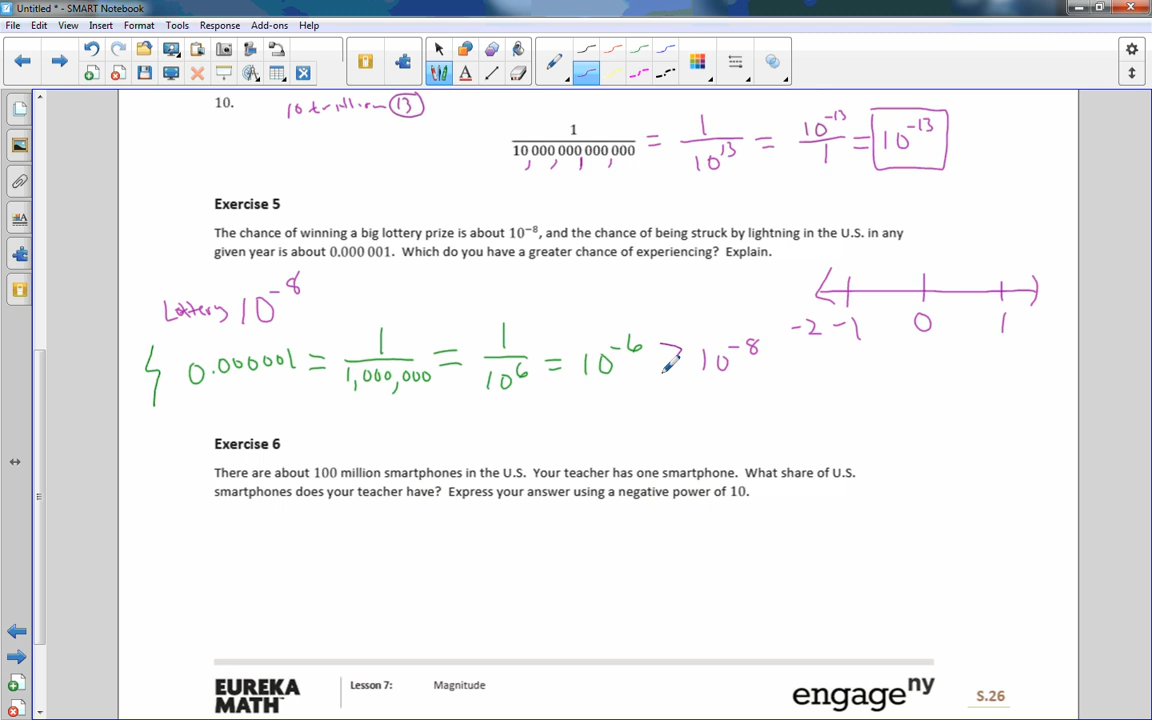 Untitled * - SMART Notebook
File Edit View Insert Format Tools Response Add-ons Help
10.
10 trillion 13
1
10 000 000 000 000
= 1/10^13 = 10^-13/1 = 10^-13
Exercise 5
The chance of winning a big lottery prize is about 10⁻⁸, and the chance of being struck by lightning in the U.S. in any
given year is about 0.000 001. Which do you have a greater chance of experiencing? Explain.
Lottery 10^-8
-2 -1 0 1
0.000001 = 1/1,000,000 = 1/10^6 = 10^-6 > 10^-8
Exercise 6
There are about 100 million smartphones in the U.S. Your teacher has one smartphone. What share of U.S.
smartphones does your teacher have? Express your answer using a negative power of 10.
EUREKA
MATH
Lesson 7: Magnitude
engage ny
S.26